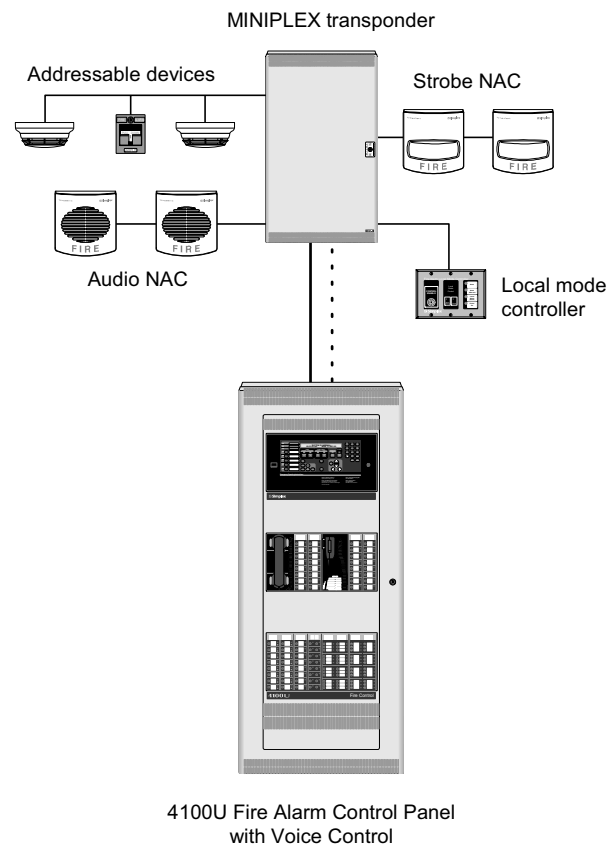 MINIPLEX transponder
Addressable devices
Strobe NAC
FIRE
FIRE
FIRE
FIRE
Audio NAC
Local mode
controller
Simplex
4100U
Fire Control
4100U Fire Alarm Control Panel
with Voice Control